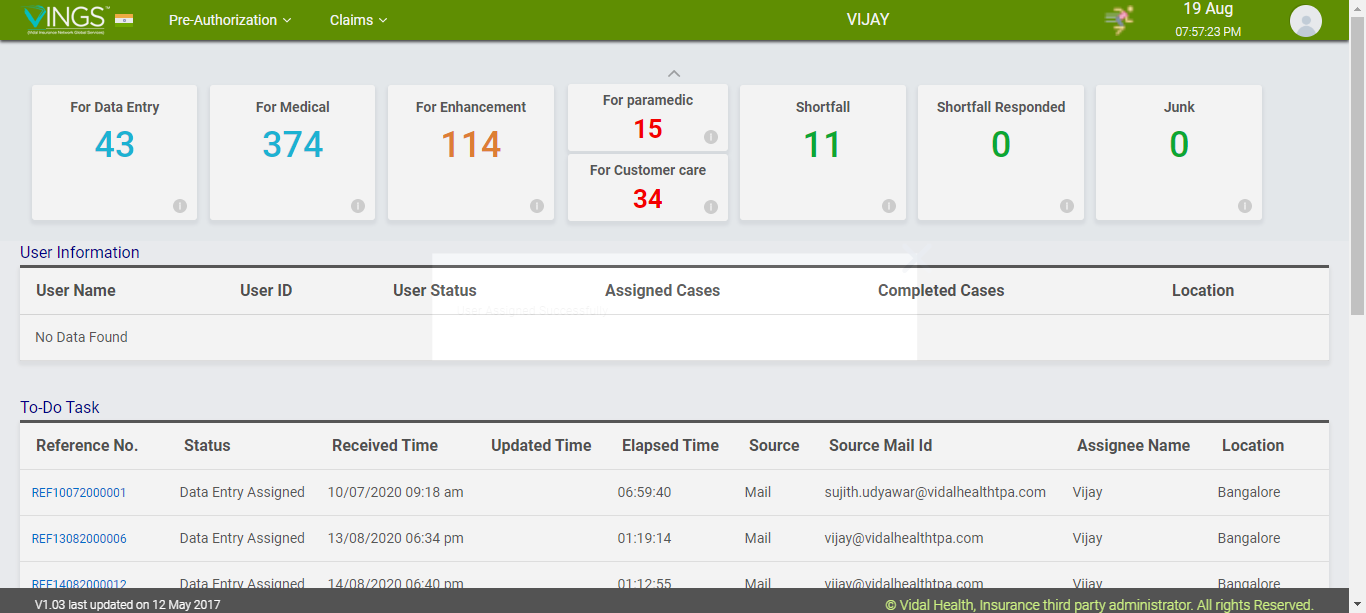 VINGS™
(Vidal Insurance Network Global Services)
Pre-Authorization
Claims
VIJAY
19 Aug
07:57:23 PM
For Data Entry
43
For Medical
374
For Enhancement
114
For paramedic
15
For Customer care
34
Shortfall
11
Shortfall Responded
0
Junk
0
User Information
User Name User ID User Status Assigned Cases Completed Cases Location
User Assigned Successfully
No Data Found
To-Do Task
Reference No. Status Received Time Updated Time Elapsed Time Source Source Mail Id Assignee Name Location
REF10072000001 Data Entry Assigned 10/07/2020 09:18 am 06:59:40 Mail sujith.udyawar@vidalhealthtpa.com Vijay Bangalore
REF13082000006 Data Entry Assigned 13/08/2020 06:34 pm 01:19:14 Mail vijay@vidalhealthtpa.com Vijay Bangalore
REF14082000012 Data Entry Assigned 14/08/2020 06:40 pm 01:12:55 Mail vijay@vidalhealthtpa.com Vijay Bangalore
V1.03 last updated on 12 May 2017
© Vidal Health, Insurance third party administrator. All rights Reserved.